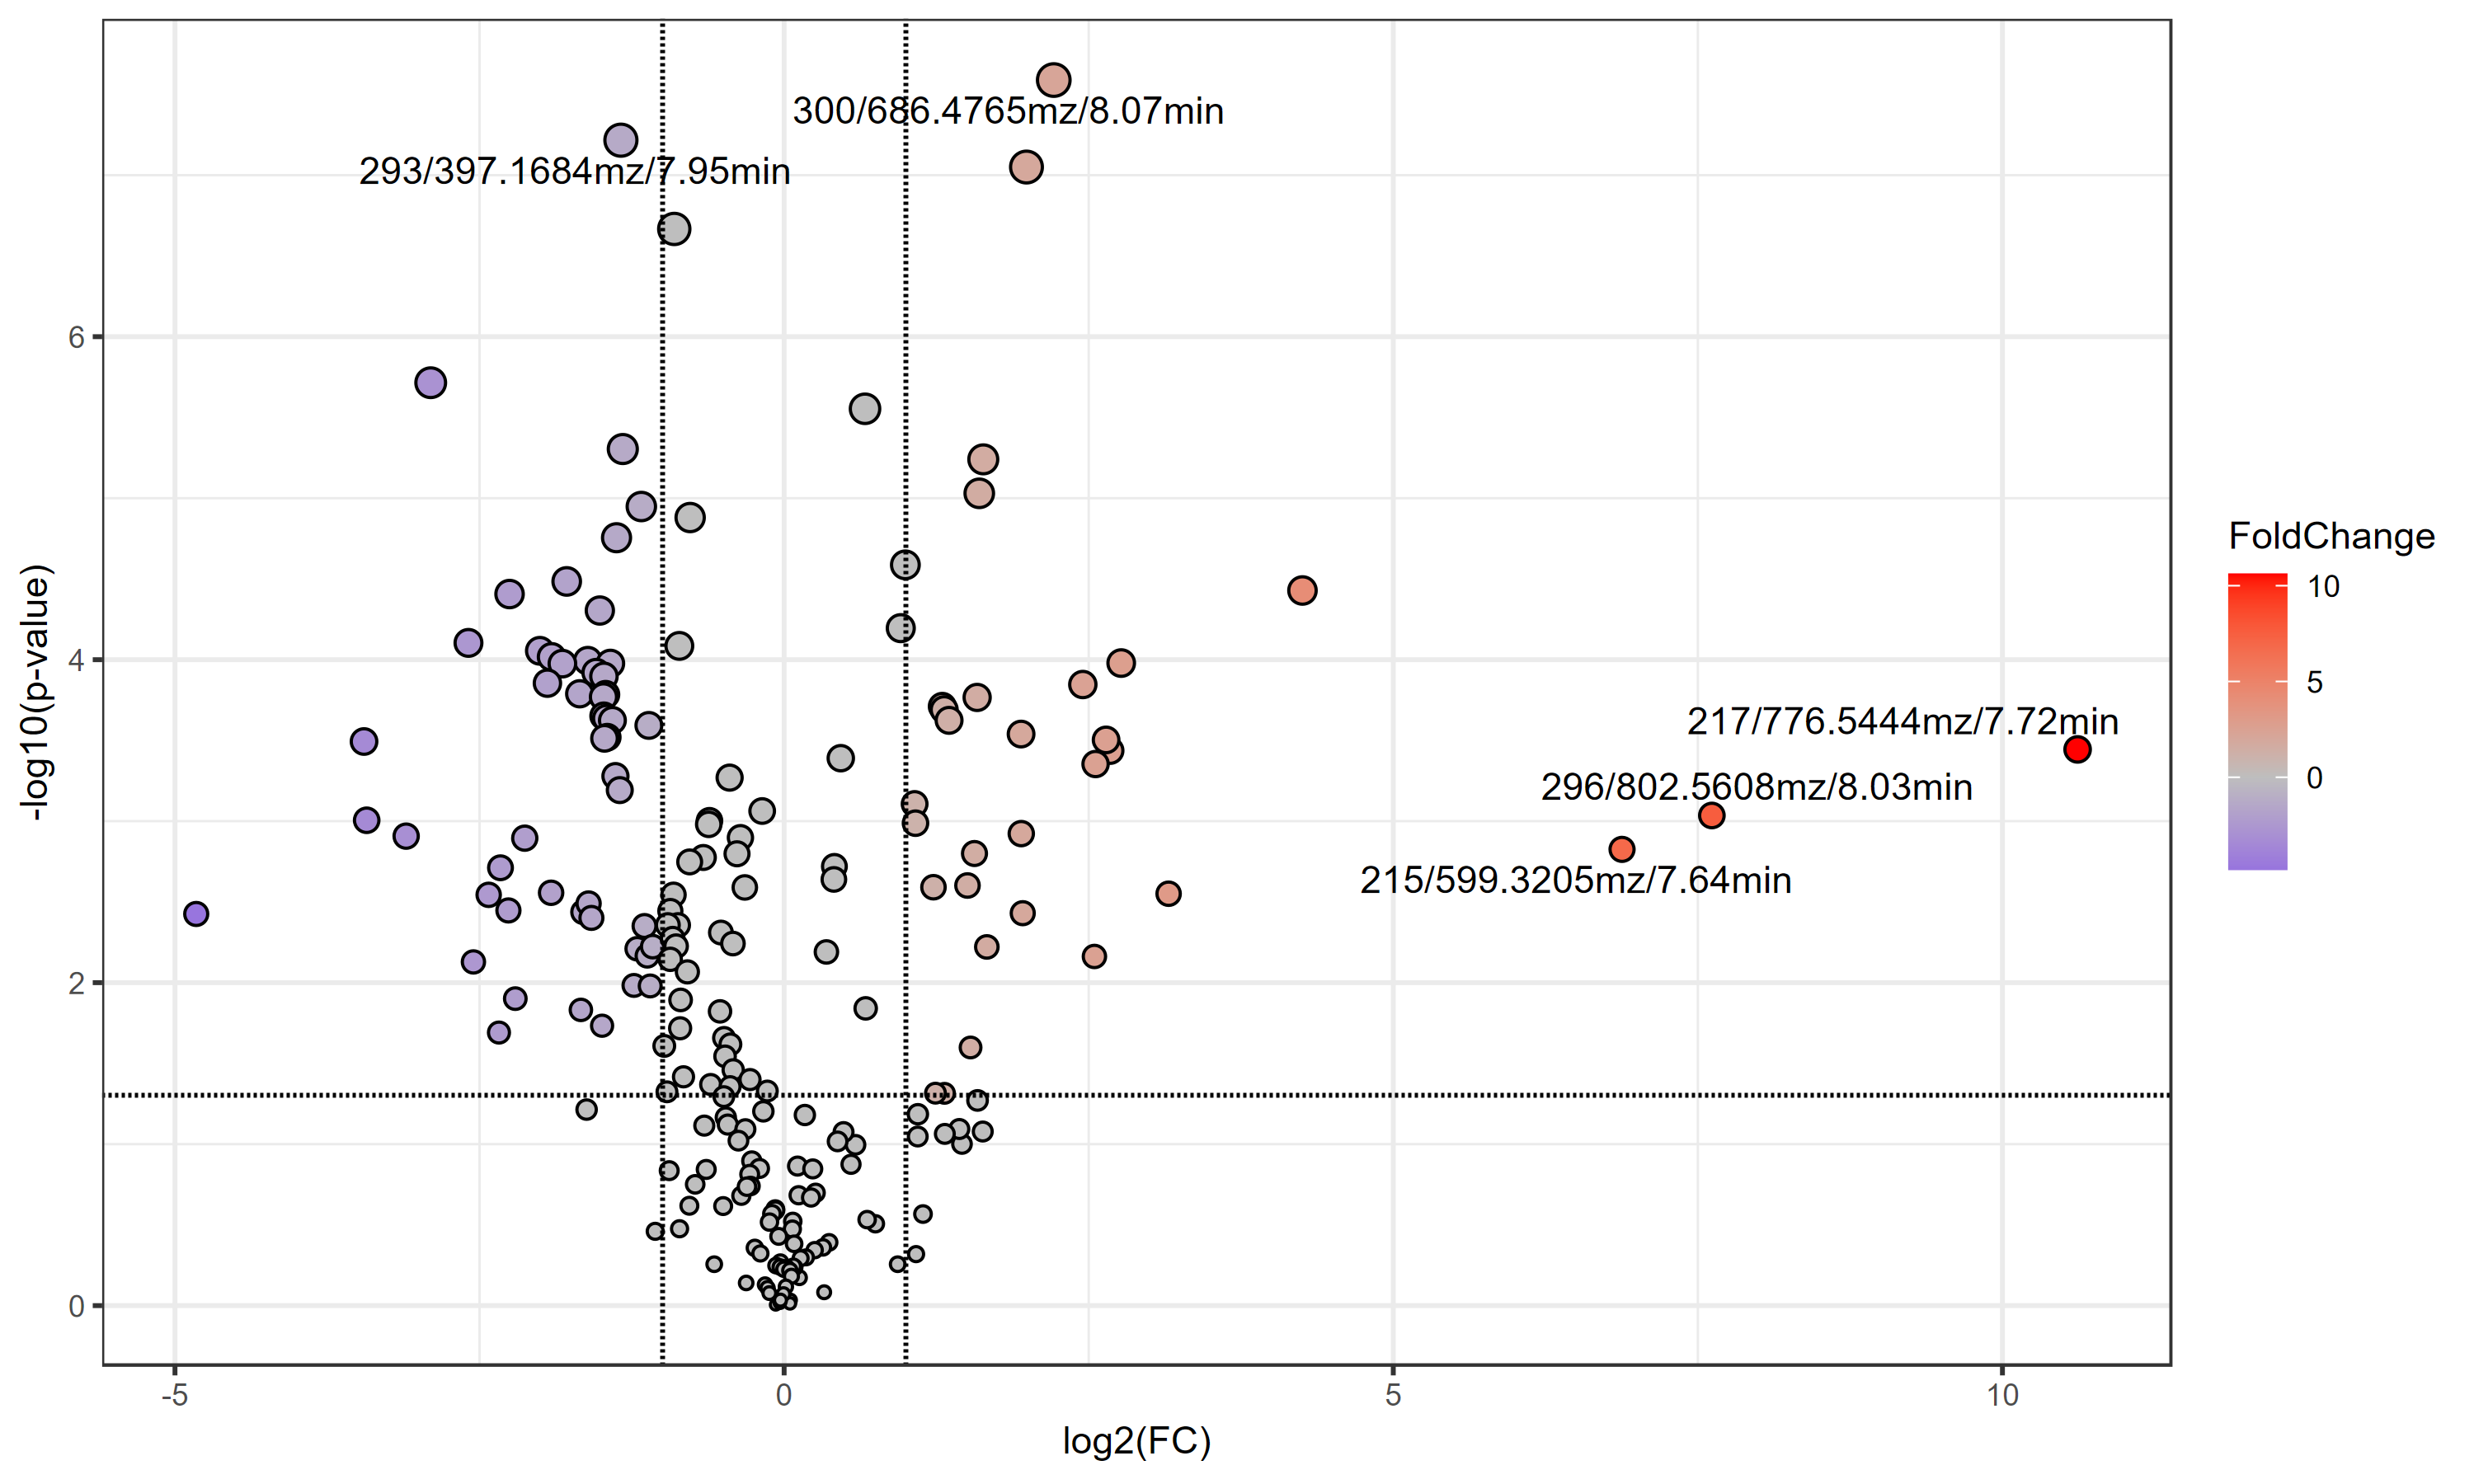 300/686.4765mz/8.07min
293/397.1684mz/7.95min
217/776.5444mz/7.72min
296/802.5608mz/8.03min
215/599.3205mz/7.64min
-log10(p-value)
6
4
2
0
-5
0
5
10
log2(FC)
FoldChange
10
5
0